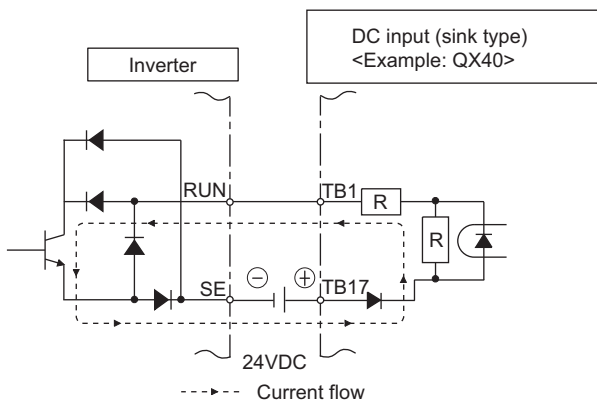 DC input (sink type)
<Example: QX40>
Inverter
RUN
TB1
R
R
SE
TB17
24VDC
Current flow